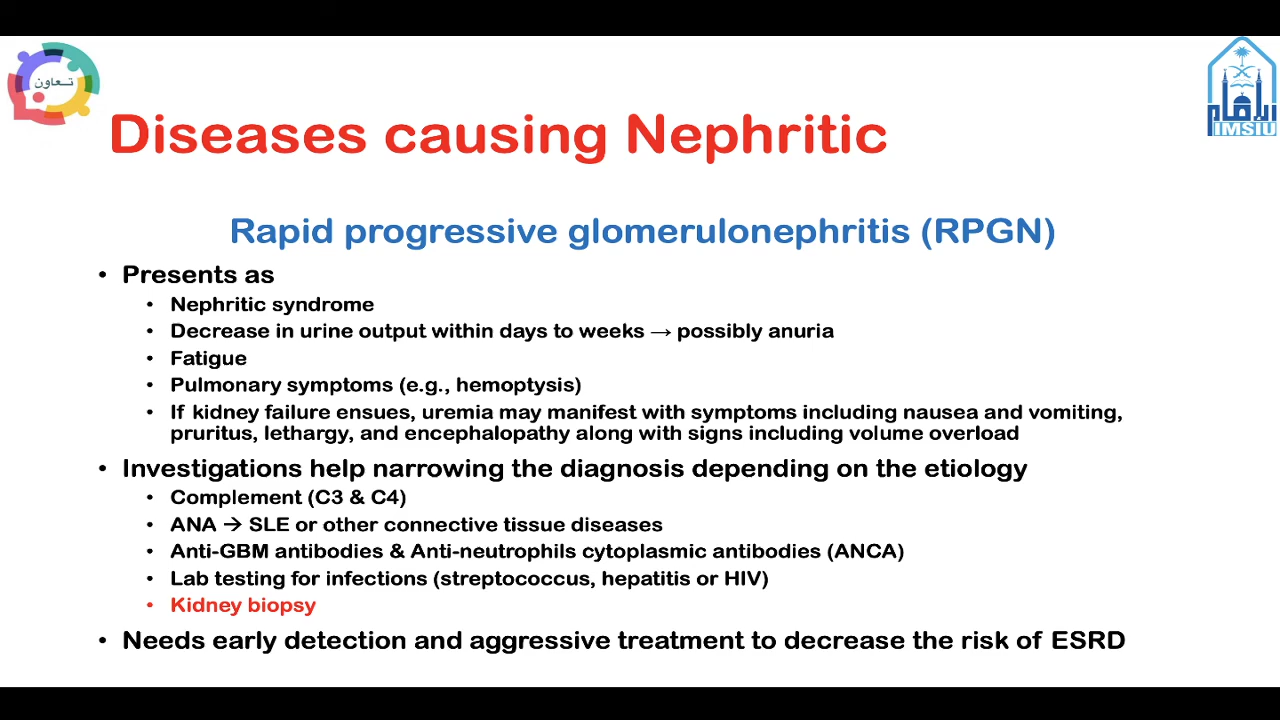 تعاون
الإمام
IMSIU
Diseases causing Nephritic
Rapid progressive glomerulonephritis (RPGN)
• Presents as
• Nephritic syndrome
• Decrease in urine output within days to weeks → possibly anuria
• Fatigue
• Pulmonary symptoms (e.g., hemoptysis)
• If kidney failure ensues, uremia may manifest with symptoms including nausea and vomiting,
pruritus, lethargy, and encephalopathy along with signs including volume overload
• Investigations help narrowing the diagnosis depending on the etiology
• Complement (C3 & C4)
• ANA → SLE or other connective tissue diseases
• Anti-GBM antibodies & Anti-neutrophils cytoplasmic antibodies (ANCA)
• Lab testing for infections (streptococcus, hepatitis or HIV)
• Kidney biopsy
• Needs early detection and aggressive treatment to decrease the risk of ESRD